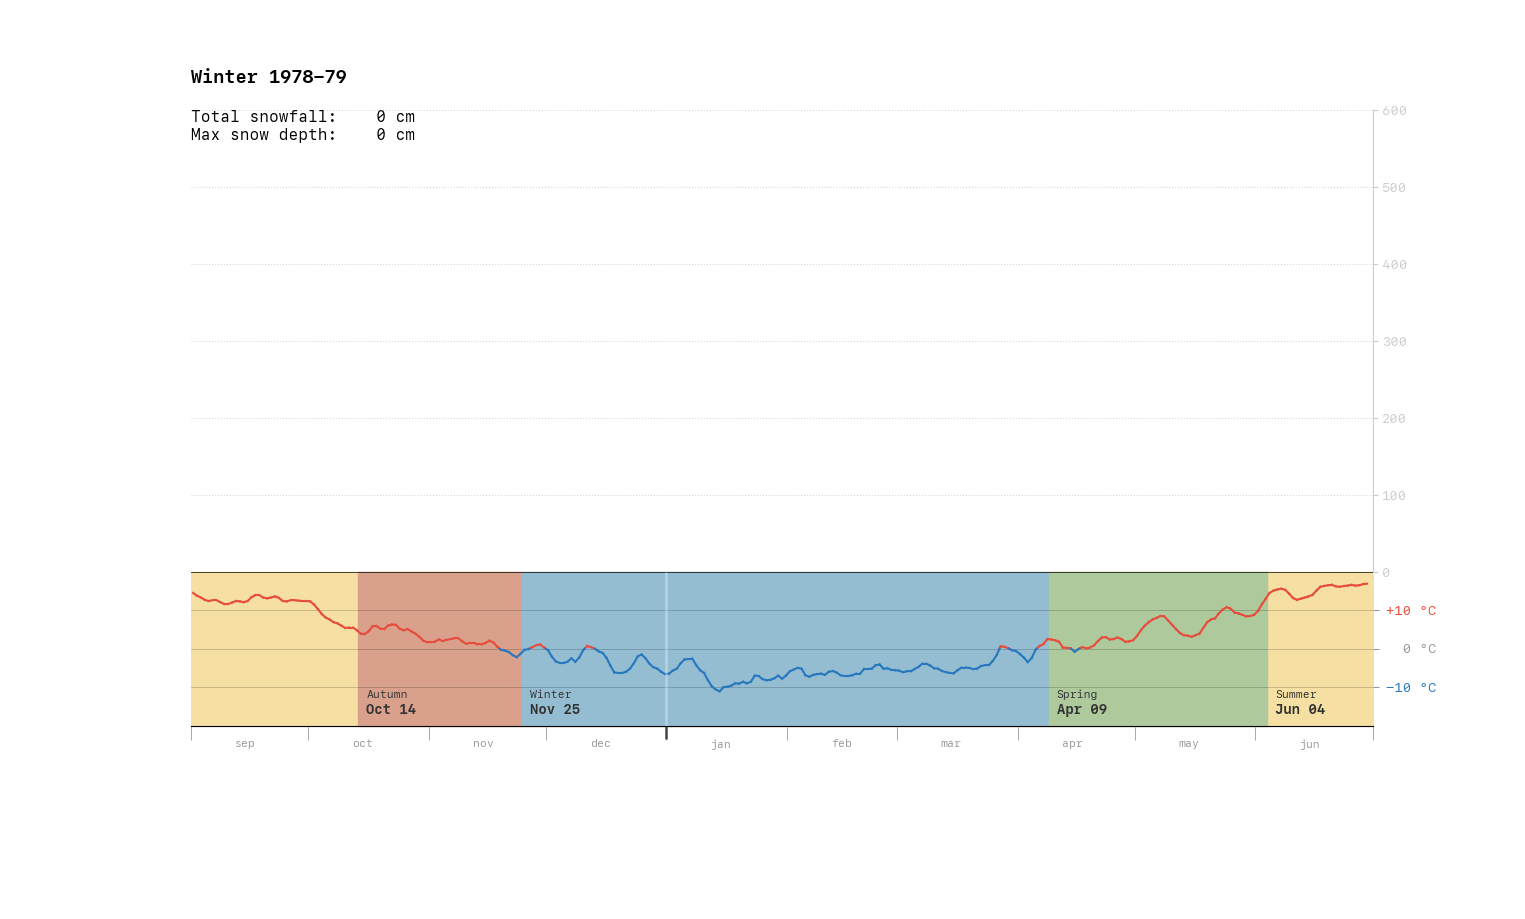 Winter 1978–79
Total snowfall: 0 cm
Max snow depth: 0 cm
600
500
400
300
200
100
0
+10 °C
0 °C
−10 °C
Autumn
Oct 14
Winter
Nov 25
Spring
Apr 09
Summer
Jun 04
sep
oct
nov
dec
jan
feb
mar
apr
may
jun